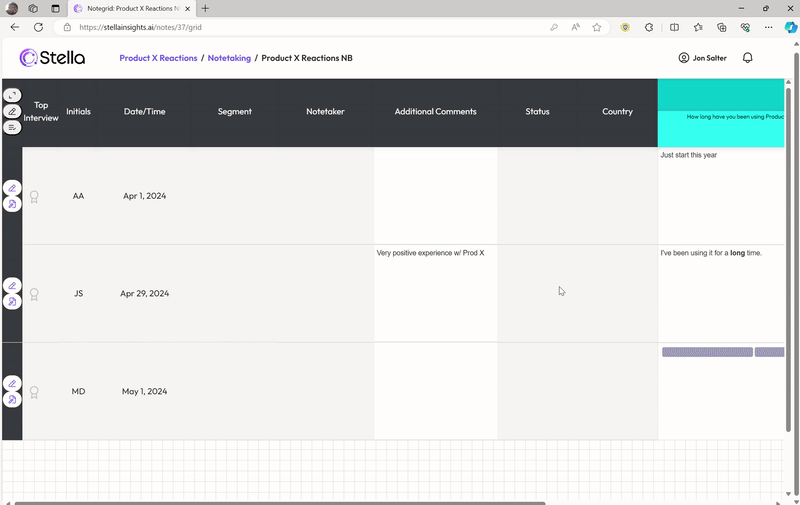 Notegrid: Product X Reactions N
https://stellainsights.ai/notes/37/grid
Stella
Product X Reactions / Notetaking / Product X Reactions NB
Jon Salter
Top Interview
Initials
Date/Time
Segment
Notetaker
Additional Comments
Status
Country
How long have you been using Produc
Just start this year
AA
Apr 1, 2024
Very positive experience w/ Prod X
I've been using it for a long time.
JS
Apr 29, 2024
MD
May 1, 2024